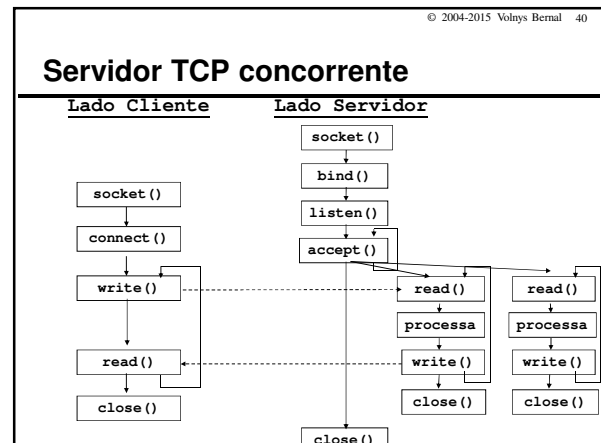 © 2004-2015 Volnys Bernal 40
Servidor TCP concorrente
Lado Cliente
socket()
connect()
write()
read()
close()
Lado Servidor
socket()
bind()
listen()
accept()
read()
processa
write()
close()
read()
processa
write()
close()
close()